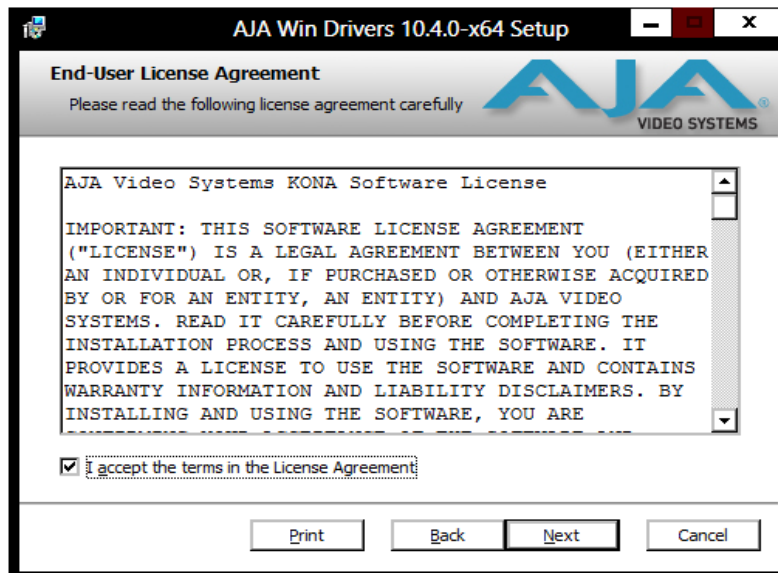 AJA Win Drivers 10.4.0-x64 Setup
End-User License Agreement
Please read the following license agreement carefully
AJA
VIDEO SYSTEMS
AJA Video Systems KONA Software License
IMPORTANT: THIS SOFTWARE LICENSE AGREEMENT
("LICENSE") IS A LEGAL AGREEMENT BETWEEN YOU (EITHER
AN INDIVIDUAL OR, IF PURCHASED OR OTHERWISE ACQUIRED
BY OR FOR AN ENTITY, AN ENTITY) AND AJA VIDEO
SYSTEMS. READ IT CAREFULLY BEFORE COMPLETING THE
INSTALLATION PROCESS AND USING THE SOFTWARE. IT
PROVIDES A LICENSE TO USE THE SOFTWARE AND CONTAINS
WARRANTY INFORMATION AND LIABILITY DISCLAIMERS. BY
INSTALLING AND USING THE SOFTWARE, YOU ARE
I accept the terms in the License Agreement
Print
Back
Next
Cancel